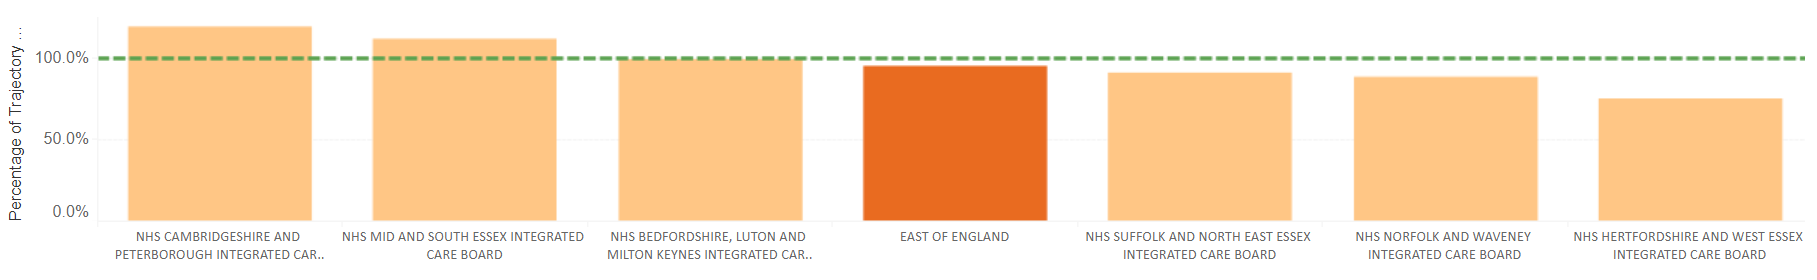 Percentage of Trajectory ...
100.0%
50.0%
0.0%
NHS CAMBRIDGESHIRE AND
PETERBOROUGH INTEGRATED CAR..
NHS MID AND SOUTH ESSEX INTEGRATED
CARE BOARD
NHS BEDFORDSHIRE, LUTON AND
MILTON KEYNES INTEGRATED CAR..
EAST OF ENGLAND
NHS SUFFOLK AND NORTH EAST ESSEX
INTEGRATED CARE BOARD
NHS NORFOLK AND WAVENEY
INTEGRATED CARE BOARD
NHS HERTFORDSHIRE AND WEST ESSEX
INTEGRATED CARE BOARD